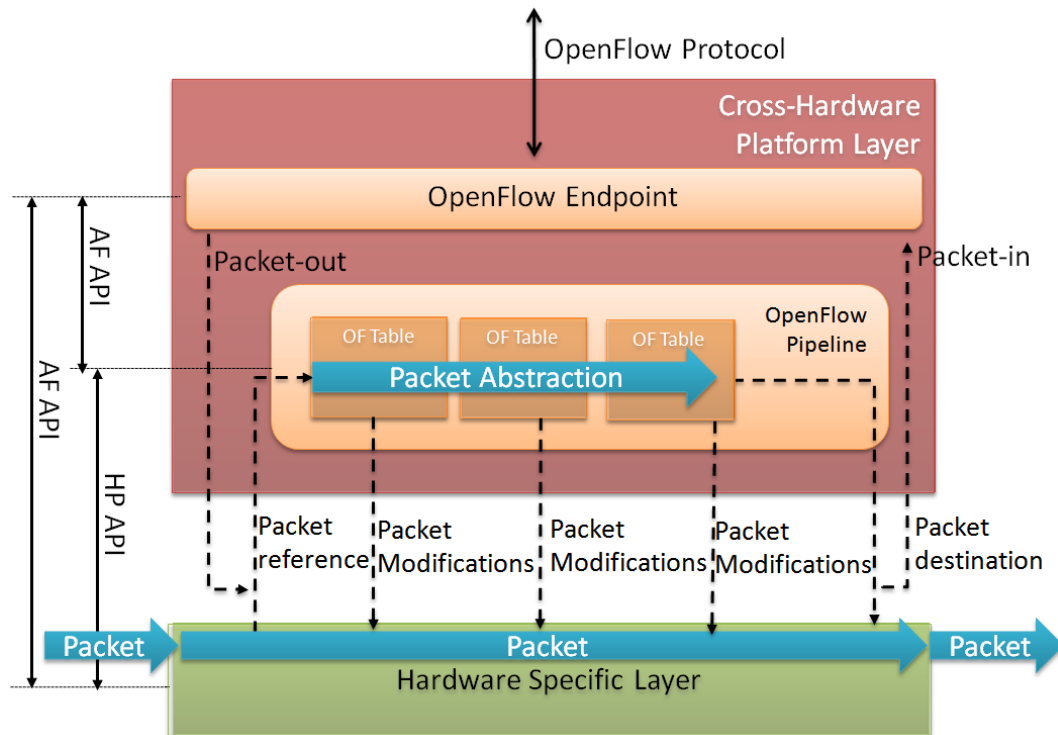 OpenFlow Protocol
Cross-Hardware
Platform Layer
OpenFlow Endpoint
AF API
Packet-out
Packet-in
OF Table
OF Table
OF Table
OpenFlow
Pipeline
Packet Abstraction
AF API
HP API
Packet
reference
Packet
Modifications
Packet
Modifications
Packet
Modifications
Packet
destination
Packet
Packet
Packet
Hardware Specific Layer